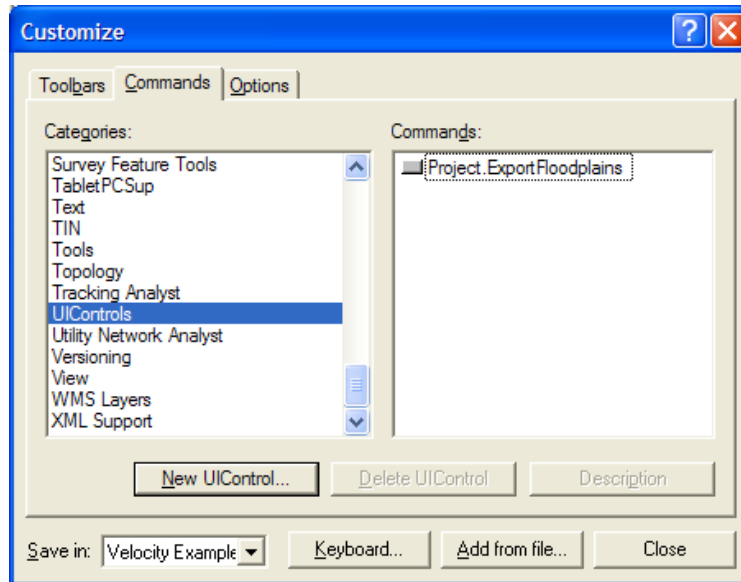 Customize
Toolbars Commands Options
Categories: Commands:
Survey Feature Tools
TabletPCSup
Text
TIN
Tools
Topology
Tracking Analyst
UIControls
Utility Network Analyst
Versioning
View
WMS Layers
XML Support
Project.ExportFloodplains
New UIControl... Delete UIControl Description
Save in: Velocity Example Keyboard... Add from file... Close